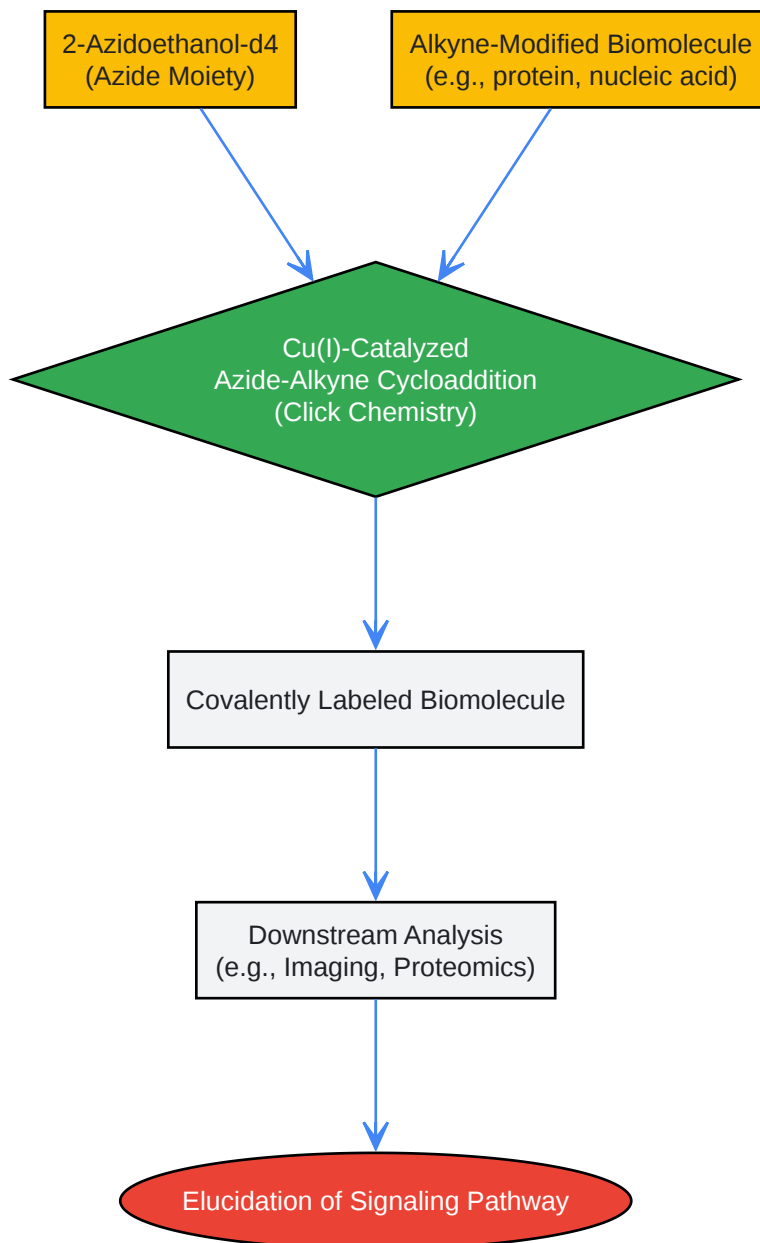 2-Azidoethanol-d4
(Azide Moiety)
Alkyne-Modified Biomolecule
(e.g., protein, nucleic acid)
Cu(I)-Catalyzed
Azide-Alkyne Cycloaddition
(Click Chemistry)
Covalently Labeled Biomolecule
Downstream Analysis
(e.g., Imaging, Proteomics)
Elucidation of Signaling Pathway